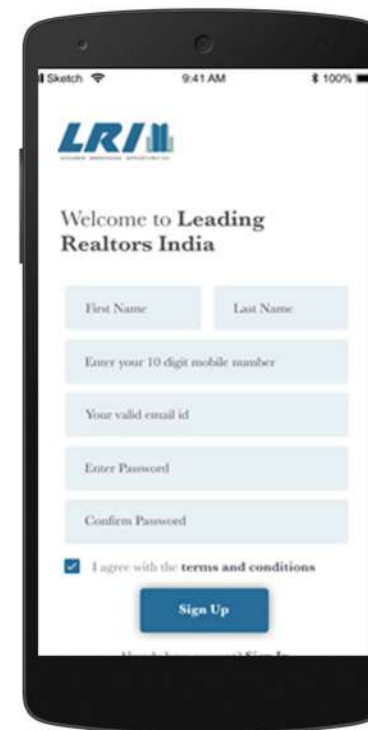 Sketch 9:41 AM 100%
LRI
Welcome to Leading
Realtors India
First Name Last Name
Enter your 10 digit mobile number
Your valid email id
Enter Password
Confirm Password
I agree with the terms and conditions
Sign Up